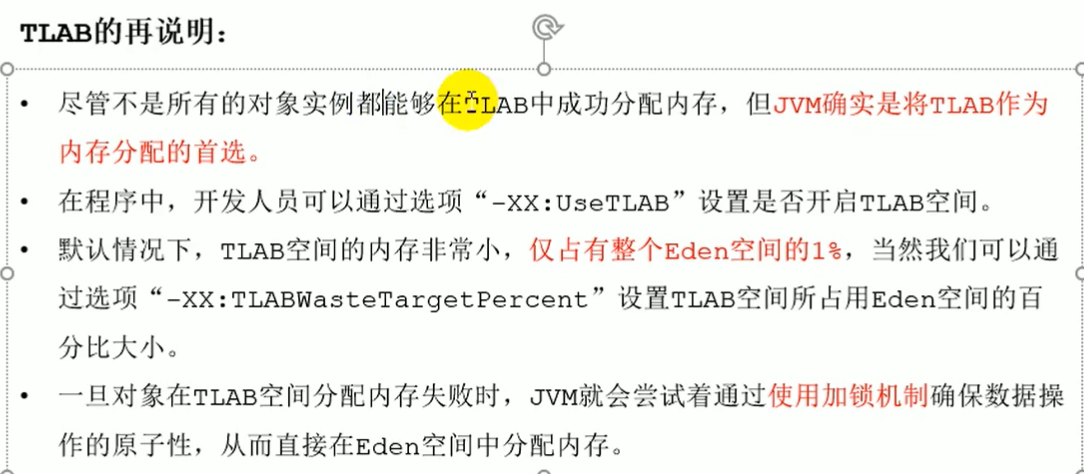 TLAB的再说明：
• 尽管不是所有的对象实例都能够在TLAB中成功分配内存，但JVM确实是将TLAB作为
内存分配的首选。
• 在程序中，开发人员可以通过选项“-XX:UseTLAB”设置是否开启TLAB空间。
• 默认情况下，TLAB空间的内存非常小，仅占有整个Eden空间的1%，当然我们可以通
过选项“-XX:TLABWasteTargetPercent”设置TLAB空间所占用Eden空间的百
分比大小。
• 一旦对象在TLAB空间分配内存失败时，JVM就会尝试着通过使用加锁机制确保数据操
作的原子性，从而直接在Eden空间中分配内存。